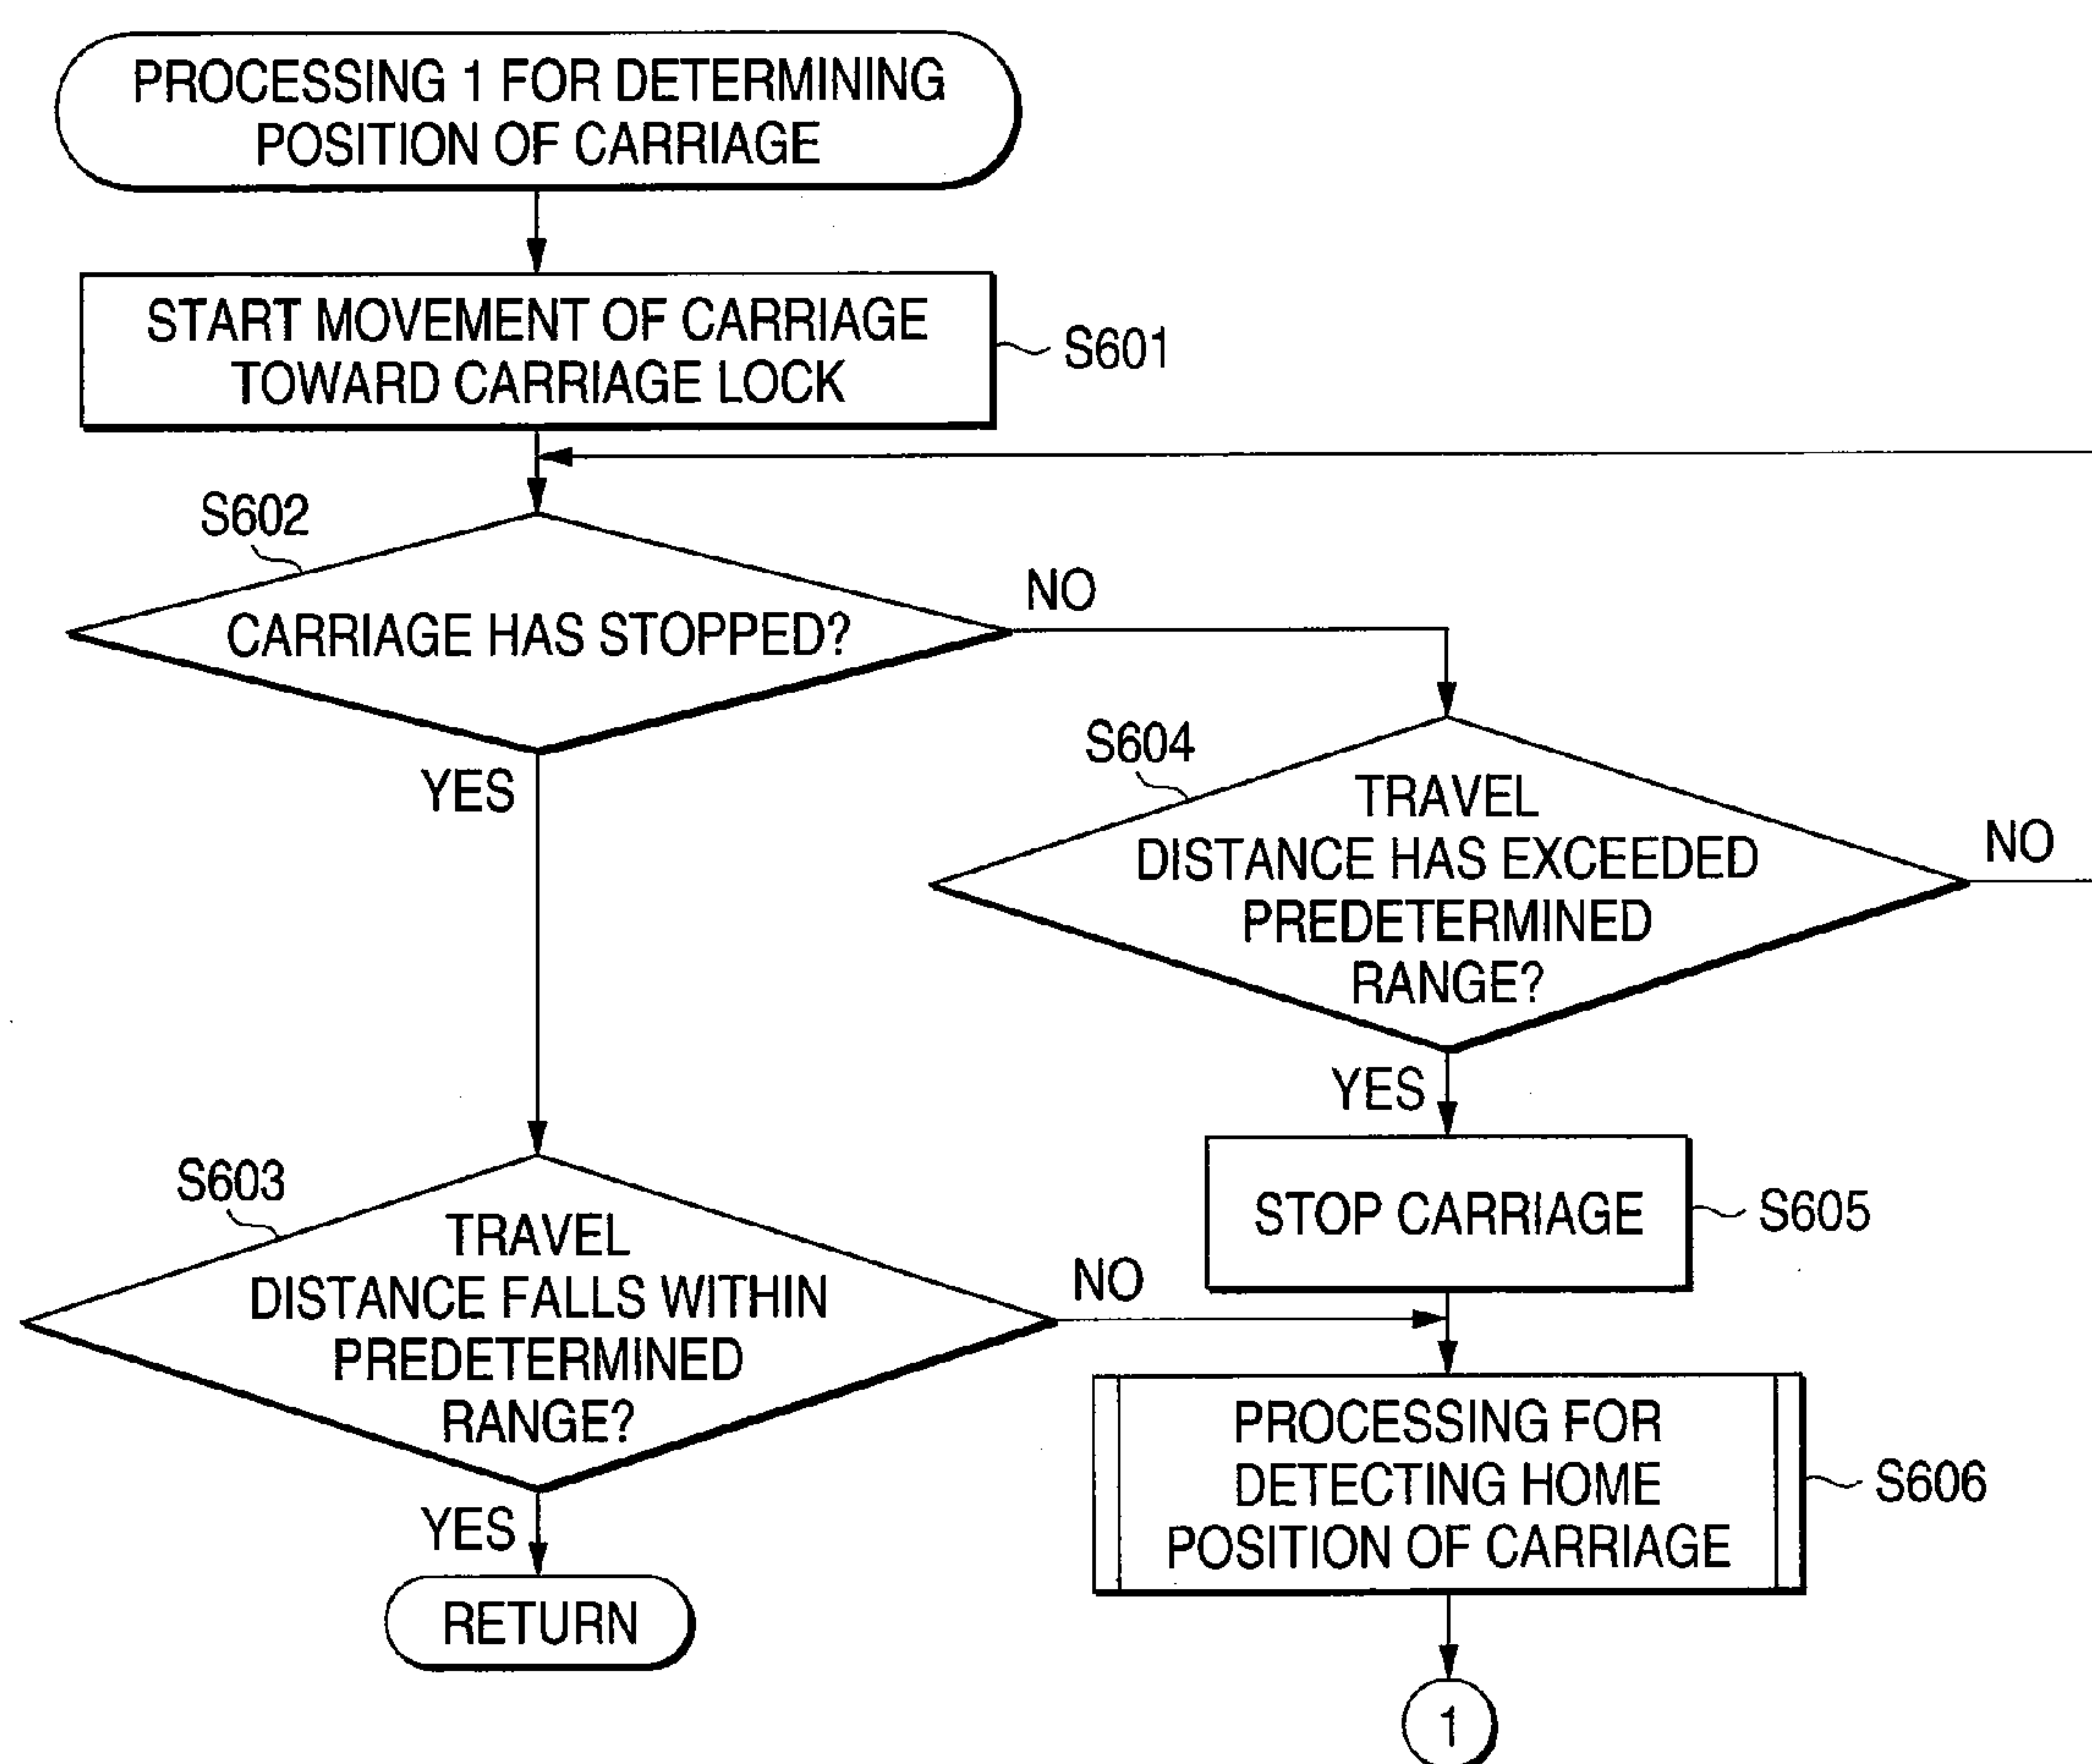 PROCESSING 1 FOR DETERMINING
POSITION OF CARRIAGE
START MOVEMENT OF CARRIAGE
TOWARD CARRIAGE LOCK
S601
S602
CARRIAGE HAS STOPPED?
NO
YES
S604
TRAVEL
DISTANCE HAS EXCEEDED
PREDETERMINED
RANGE?
NO
YES
STOP CARRIAGE
S605
S603
TRAVEL
DISTANCE FALLS WITHIN
PREDETERMINED
RANGE?
NO
YES
RETURN
PROCESSING FOR
DETECTING HOME
POSITION OF CARRIAGE
S606
1